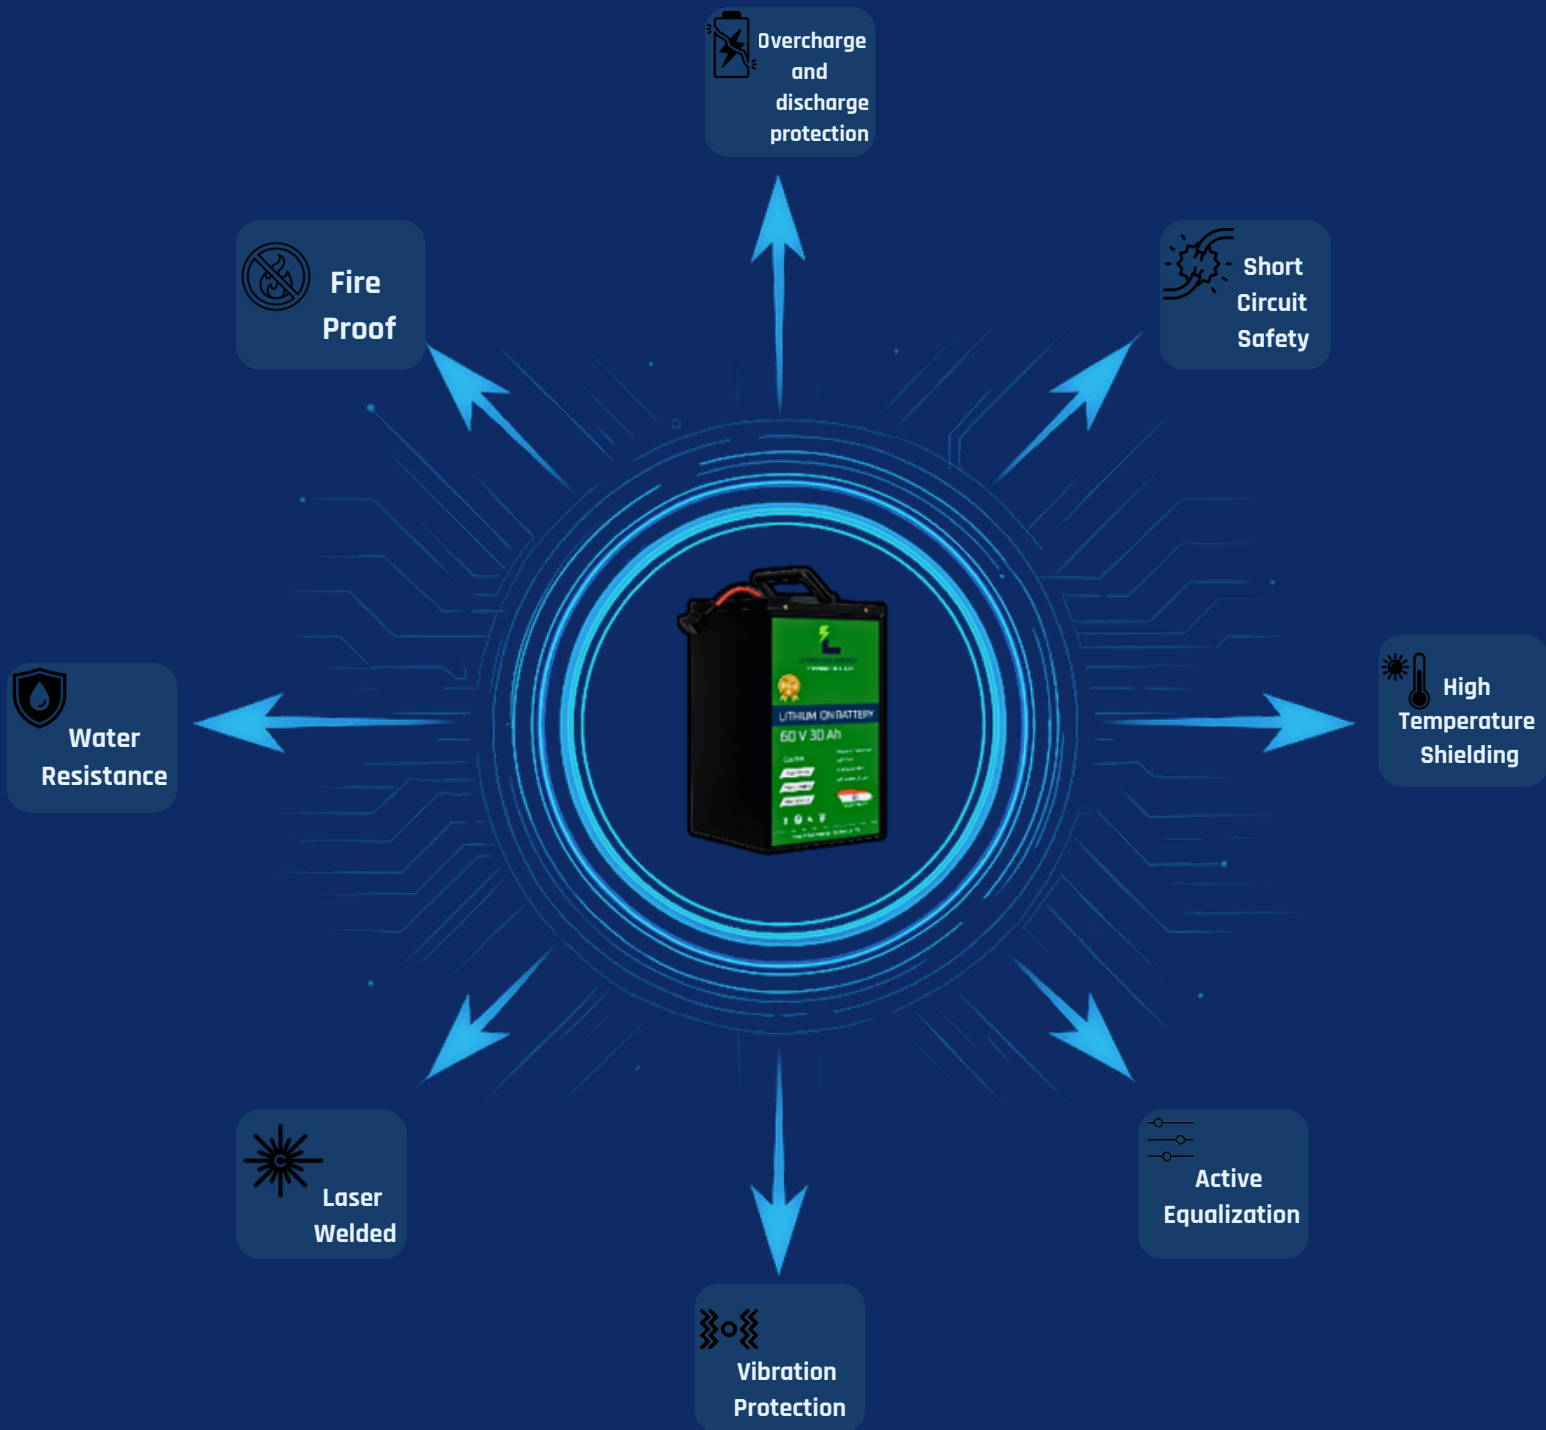 Overcharge
and
discharge
protection
Fire
Proof
Short
Circuit
Safety
Water
Resistance
LITHIUM ION BATTERY
60 V 30 Ah
High
Temperature
Shielding
Laser
Welded
Active
Equalization
Vibration
Protection